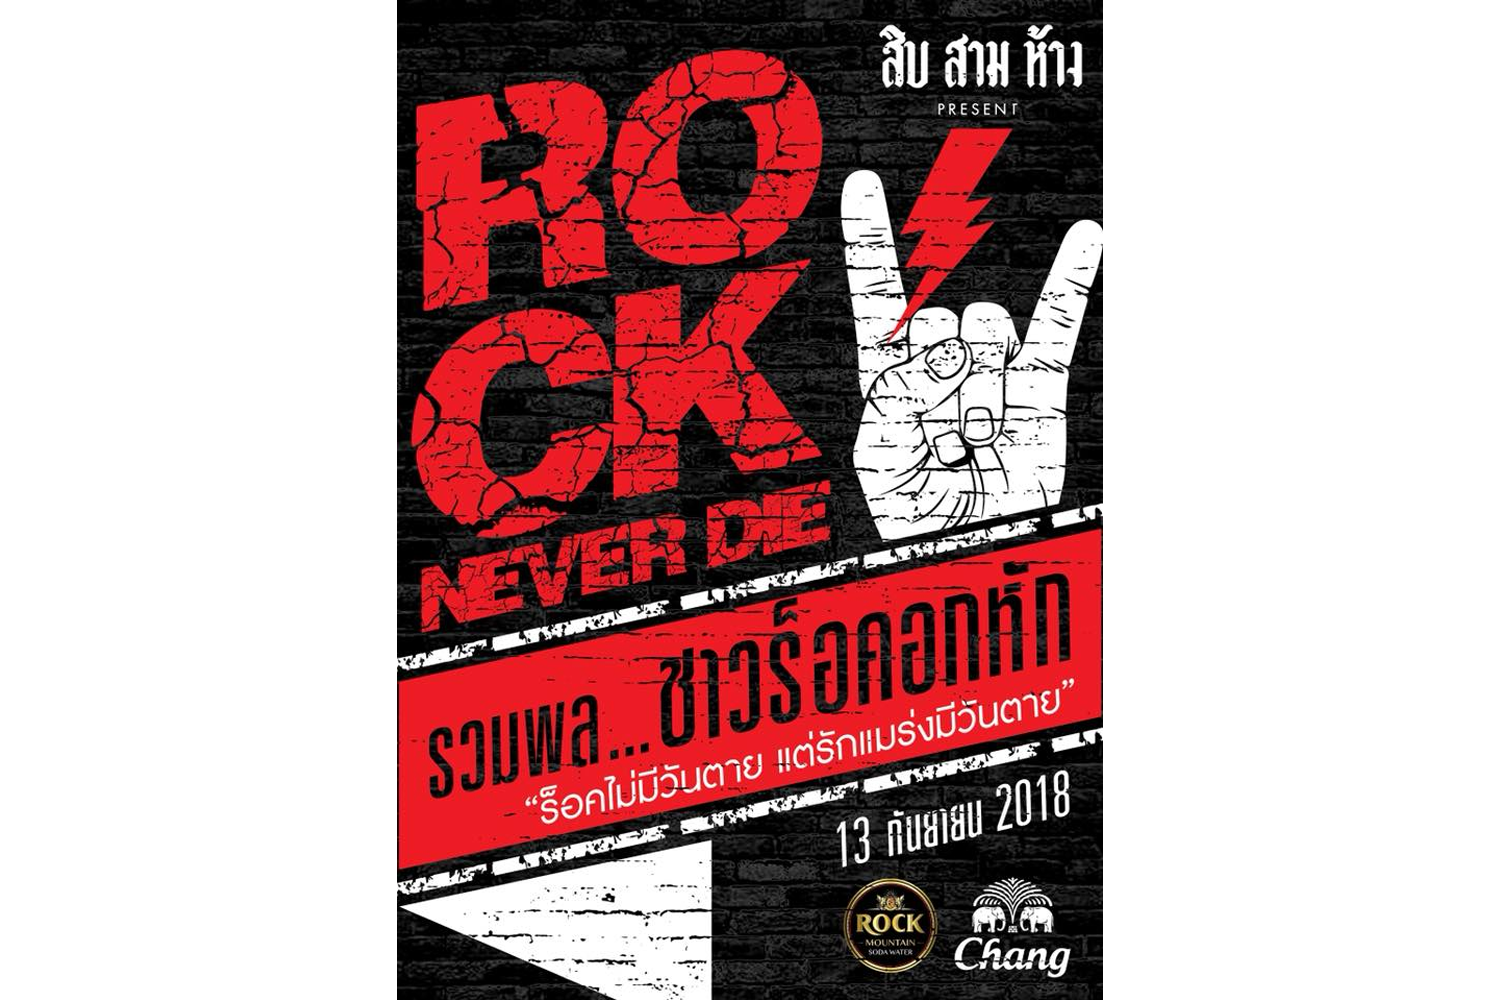 สิบ สาม ห้าง
PRESENT
RO
CK
NEVER DIE
รวมพล...ชาวร็อคอกหัก
“ร็อคไม่มีวันตาย แต่รักแมร่งมีวันตาย”
13 กันยายน 2018
ROCK
MOUNTAIN
SODA WATER
Chang